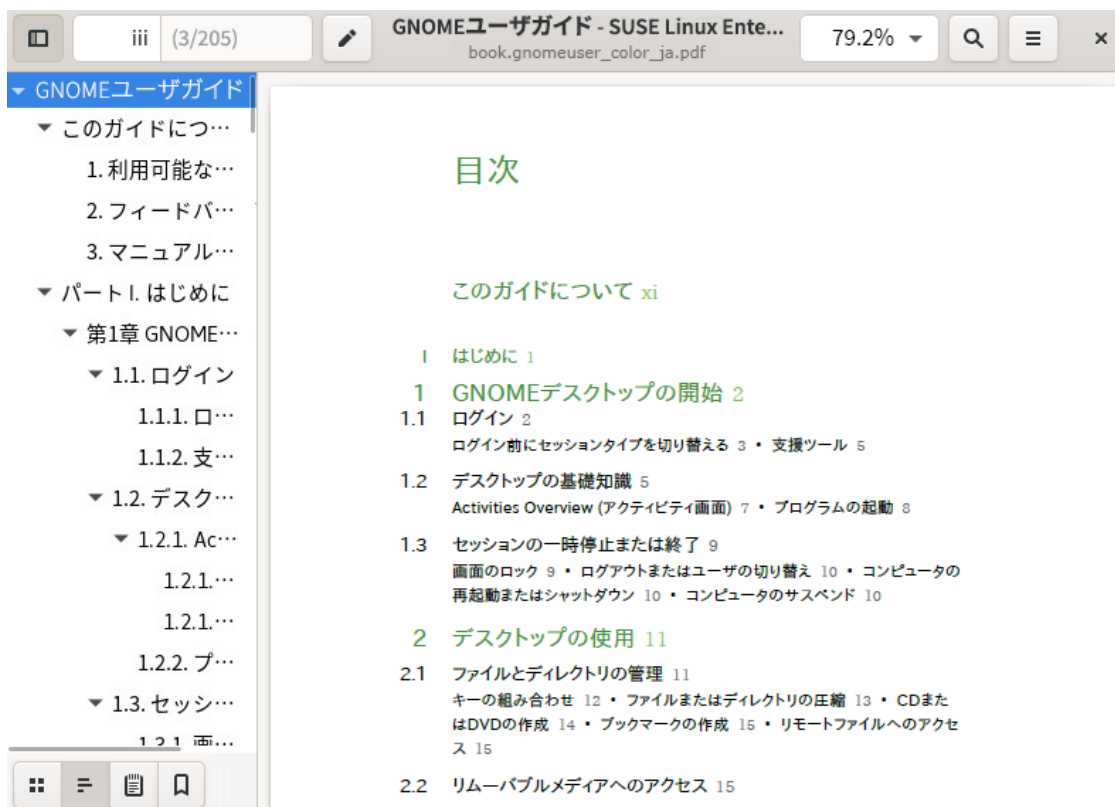 iii (3/205)
GNOMEユーザガイド - SUSE Linux Ente...
book.gnomeuser_color_ja.pdf
79.2%
GNOMEユーザガイド
このガイドにつ…
1. 利用可能な…
2. フィードバ…
3. マニュアル…
パート I. はじめに
第1章 GNOME…
1.1. ログイン
1.1.1. ロ…
1.1.2. 支…
1.2. デスク…
1.2.1. Ac…
1.2.1.…
1.2.1.…
1.2.2. プ…
1.3. セッシ…
1.3.1. 画…
目次
このガイドについて xi
I はじめに 1
1 GNOMEデスクトップの開始 2
1.1 ログイン 2
ログイン前にセッションタイプを切り替える 3 • 支援ツール 5
1.2 デスクトップの基礎知識 5
Activities Overview (アクティビティ画面) 7 • プログラムの起動 8
1.3 セッションの一時停止または終了 9
画面のロック 9 • ログアウトまたはユーザの切り替え 10 • コンピュータの
再起動またはシャットダウン 10 • コンピュータのサスペンド 10
2 デスクトップの使用 11
2.1 ファイルとディレクトリの管理 11
キーの組み合わせ 12 • ファイルまたはディレクトリの圧縮 13 • CDまた
はDVDの作成 14 • ブックマークの作成 15 • リモートファイルへのアクセ
ス 15
2.2 リムーバブルメディアへのアクセス 15